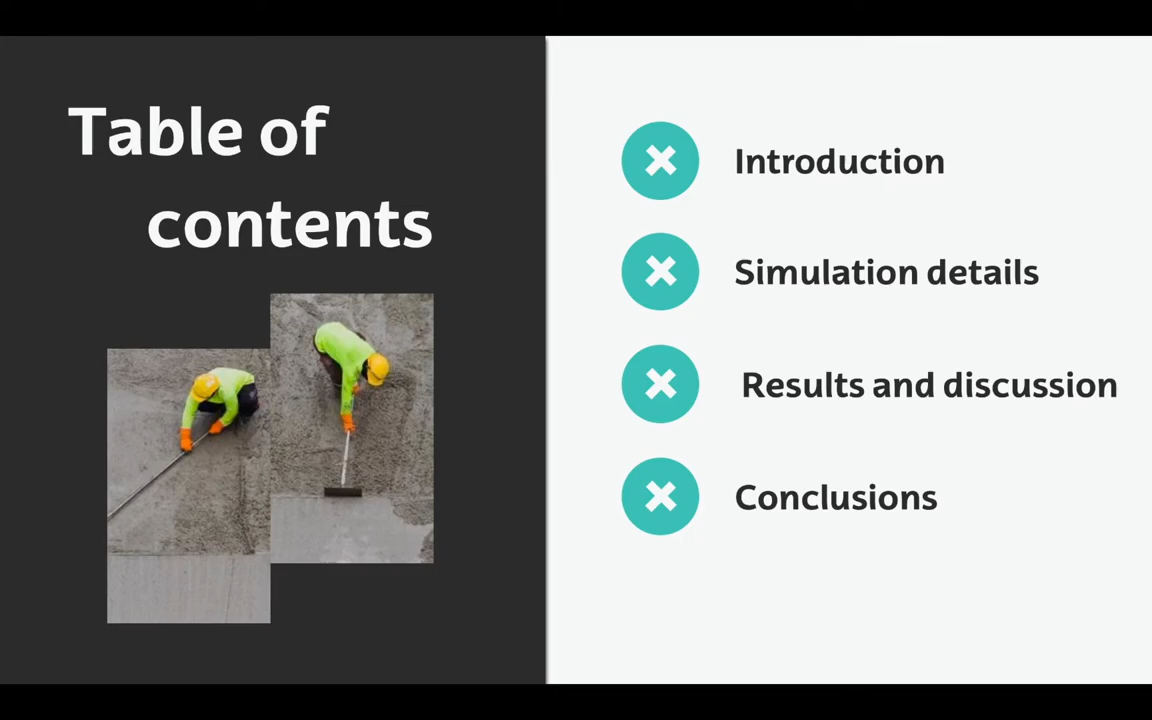 Table of
contents
Introduction
Simulation details
Results and discussion
Conclusions